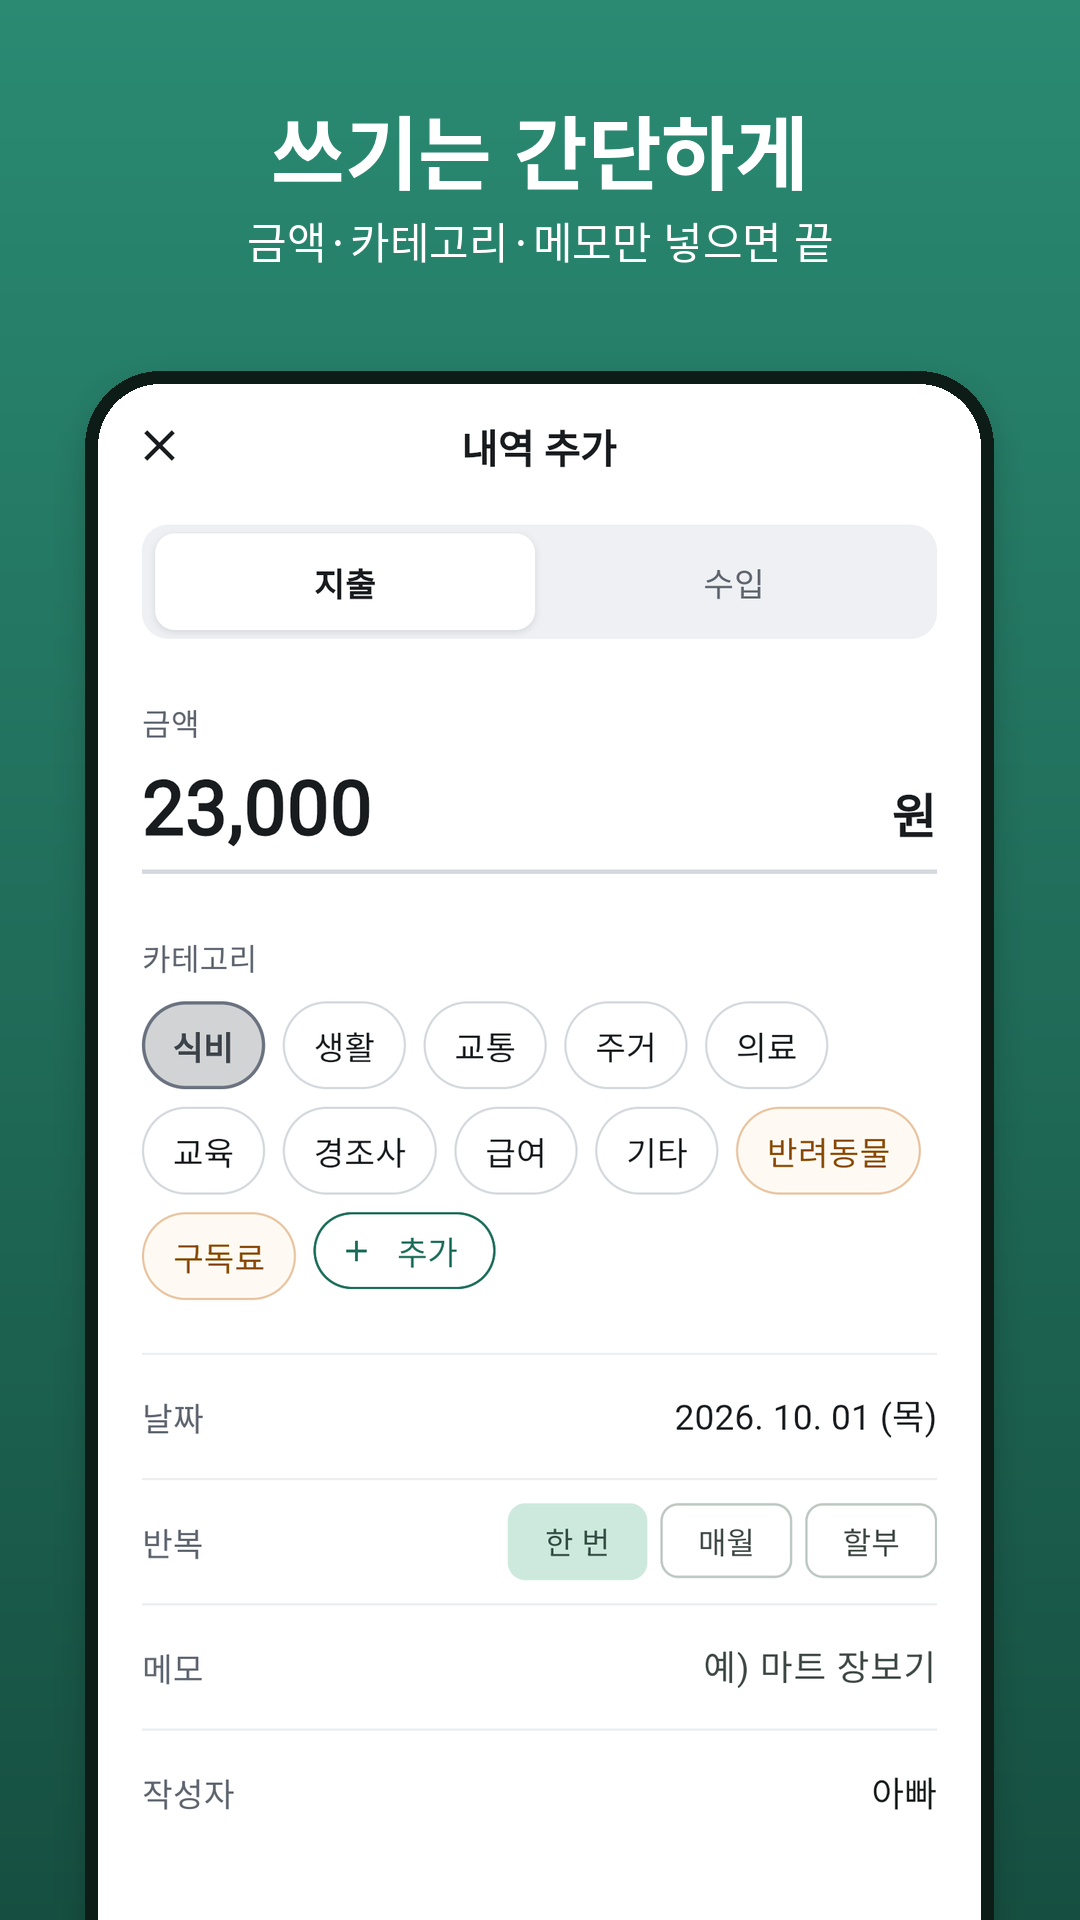 쓰기는 간단하게
금액·카테고리·메모만 넣으면 끝
내역 추가
지출 수입
금액
23,000 원
카테고리
식비 생활 교통 주거 의료
교육 경조사 급여 기타 반려동물
구독료 + 추가
날짜 2026. 10. 01 (목)
반복 한 번 매월 할부
메모 예) 마트 장보기
작성자 아빠